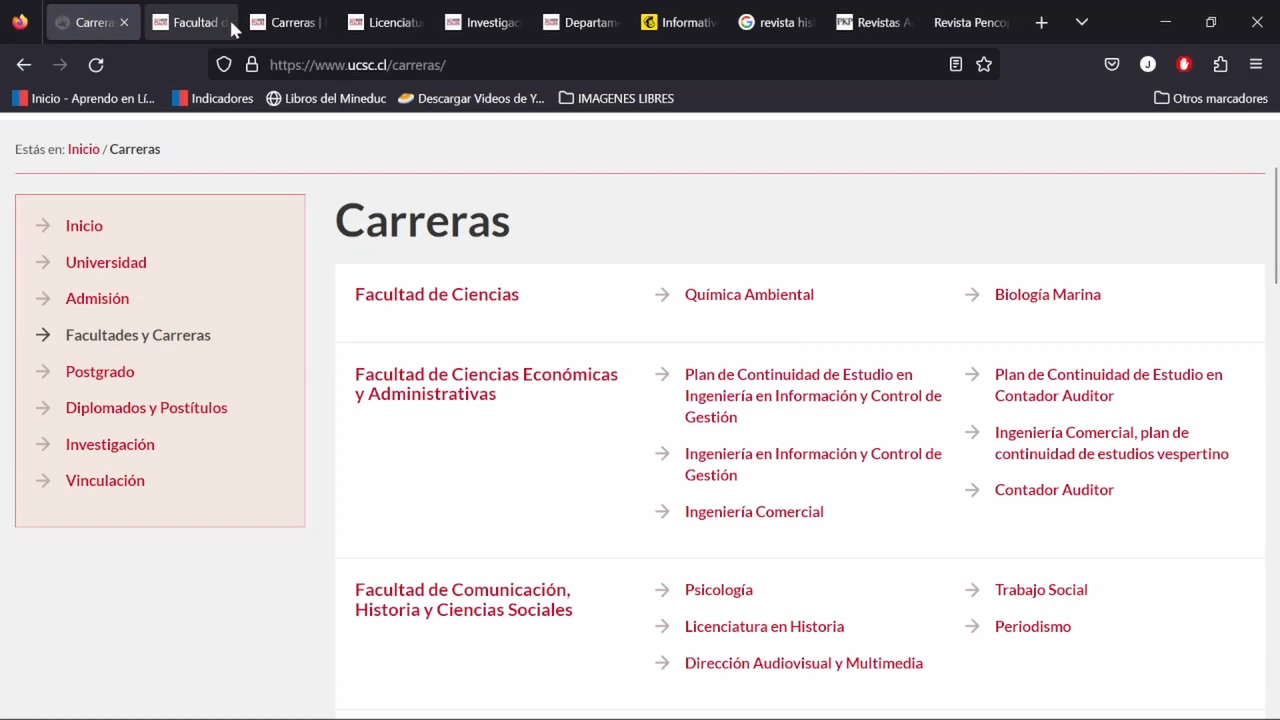 Carrera
Facultad d
Carreras |
Licenciatu
Investigac
Departame
Informativ
revista his
Revistas A
Revista Penco
https://www.ucsc.cl/carreras/
Inicio - Aprendo en Lí...
Indicadores
Libros del Mineduc
Descargar Videos de Y...
IMAGENES LIBRES
Otros marcadores
Estás en: Inicio / Carreras
Inicio
Universidad
Admisión
Facultades y Carreras
Postgrado
Diplomados y Postítulos
Investigación
Vinculación
Carreras
Facultad de Ciencias
Química Ambiental
Biología Marina
Facultad de Ciencias Económicas
y Administrativas
Plan de Continuidad de Estudio en
Ingeniería en Información y Control de
Gestión
Ingeniería en Información y Control de
Gestión
Ingeniería Comercial
Plan de Continuidad de Estudio en
Contador Auditor
Ingeniería Comercial, plan de
continuidad de estudios vespertino
Contador Auditor
Facultad de Comunicación,
Historia y Ciencias Sociales
Psicología
Licenciatura en Historia
Dirección Audiovisual y Multimedia
Trabajo Social
Periodismo